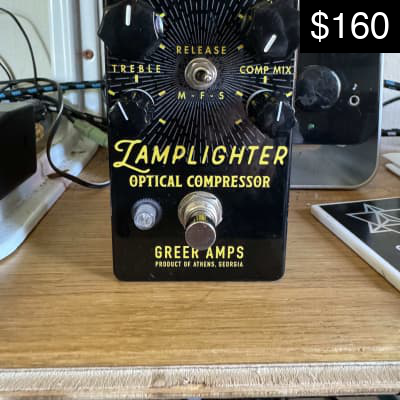 $160
RELEASE
TREBLE
COMP MIX
M - F - S
LAMPLIGHTER
OPTICAL COMPRESSOR
GREER AMPS
PRODUCT OF ATHENS, GEORGIA